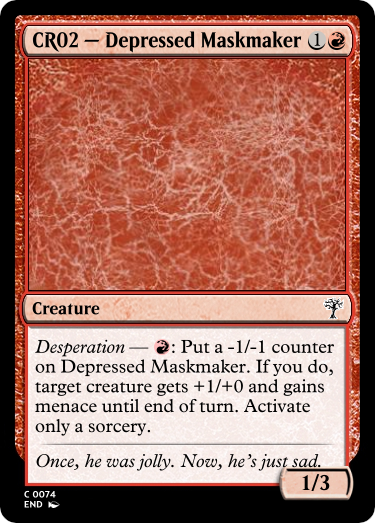 CR02 — Depressed Maskmaker 1
Creature
Desperation — : Put a -1/-1 counter
on Depressed Maskmaker. If you do,
target creature gets +1/+0 and gains
menace until end of turn. Activate
only a sorcery.
Once, he was jolly. Now, he's just sad.
1/3
C 0074
END